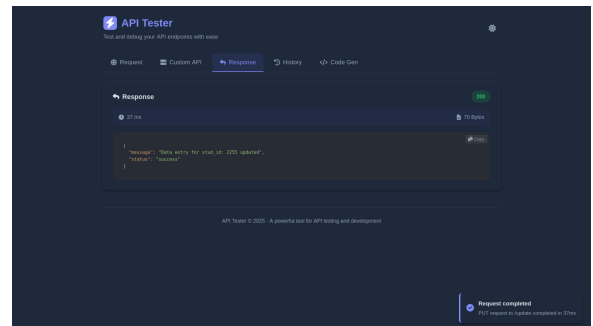 API Tester
Test and debug your API endpoints with ease
Request
Custom API
Response
History
</> Code Gen
Response
200
37 ms
70 Bytes
Copy
{
"message": "Data entry for stud_id: 2255 updated",
"status": "success"
}
API Tester © 2025 · A powerful tool for API testing and development
Request completed
PUT request to /update completed in 37ms